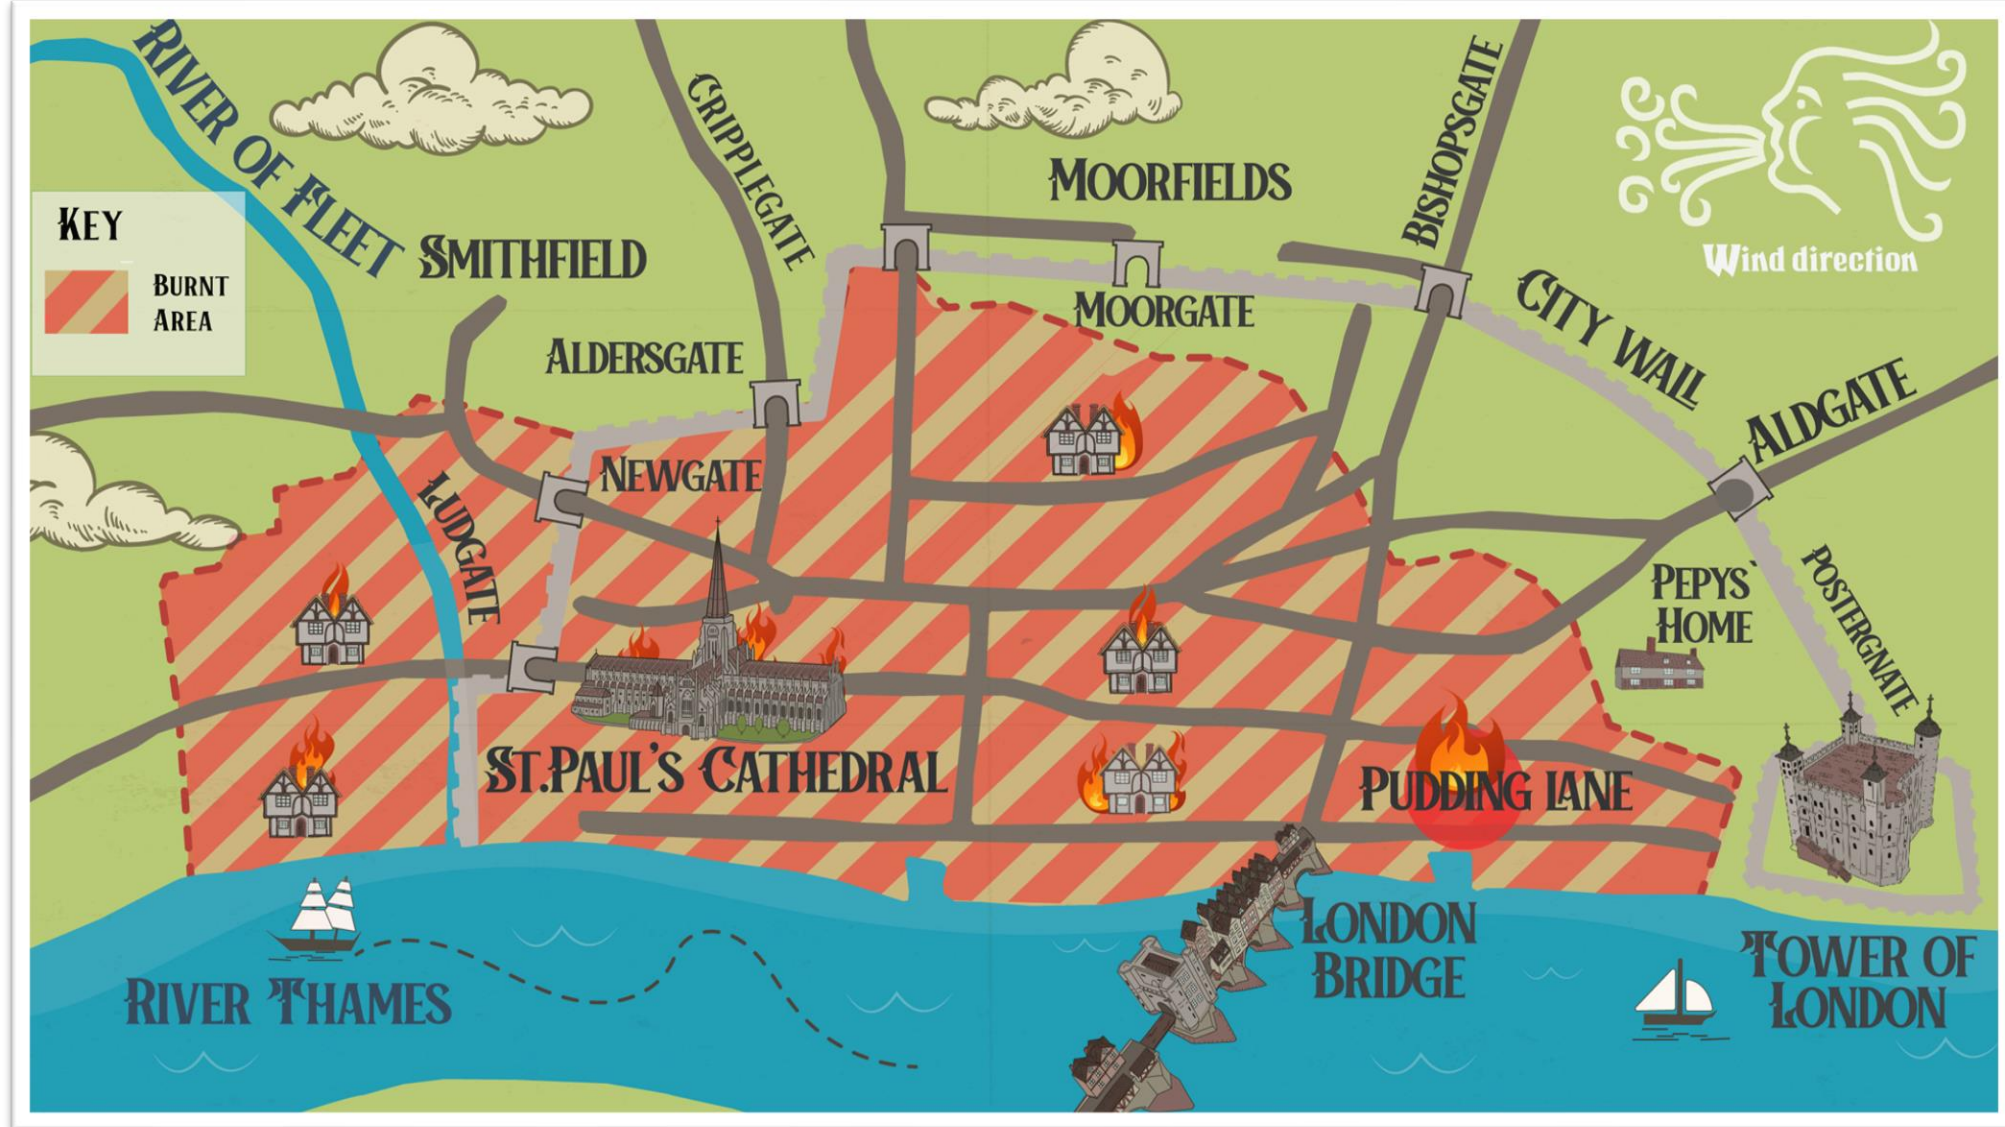 RIVER OF FLEET
CRIPPLEGATE
BISHOPSGATE
MOORFIELDS
KEY
BURNT
AREA
SMITHFIELD
Wind direction
CITY WALL
MOORGATE
ALDERSGATE
ALDGATE
NEWGATE
LUDGATE
PEPYS`
HOME
POSTERGNATE
ST.PAUL'S CATHEDRAL
PUDDING LANE
LONDON
BRIDGE
TOWER OF
LONDON
RIVER THAMES